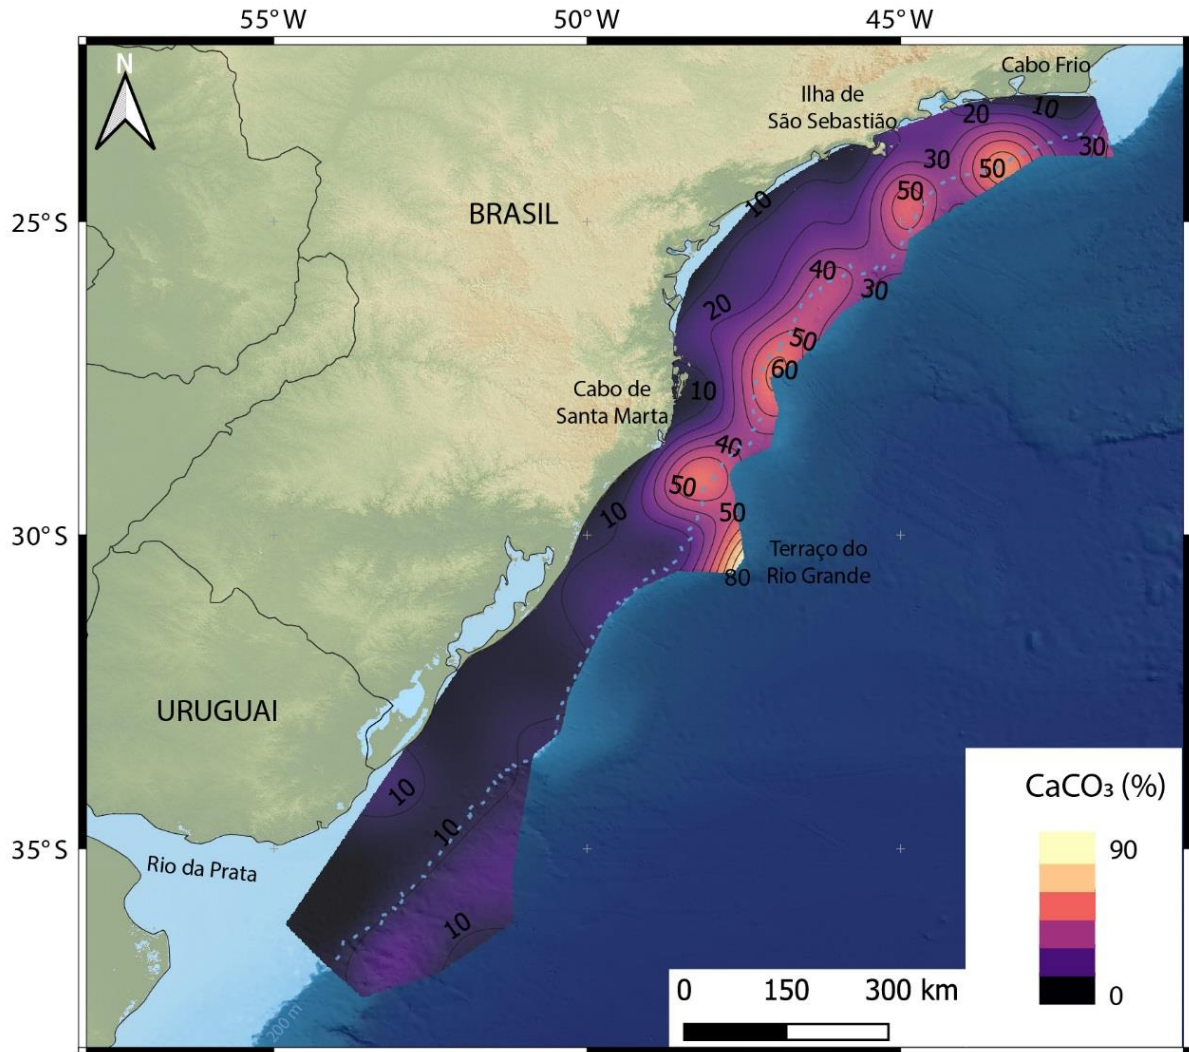 55°W 50°W 45°W
N
Cabo Frio
Ilha de
São Sebastião
10
20
30
30
50
50
10
25°S
BRASIL
40
30
20
50
60
Cabo de
Santa Marta
10
40
50
50
10
30°S
Terraço do
Rio Grande
80
URUGUAI
10
10
35°S
Rio da Prata
10
200 m
CaCO₃ (%)
90
0
0 150 300 km